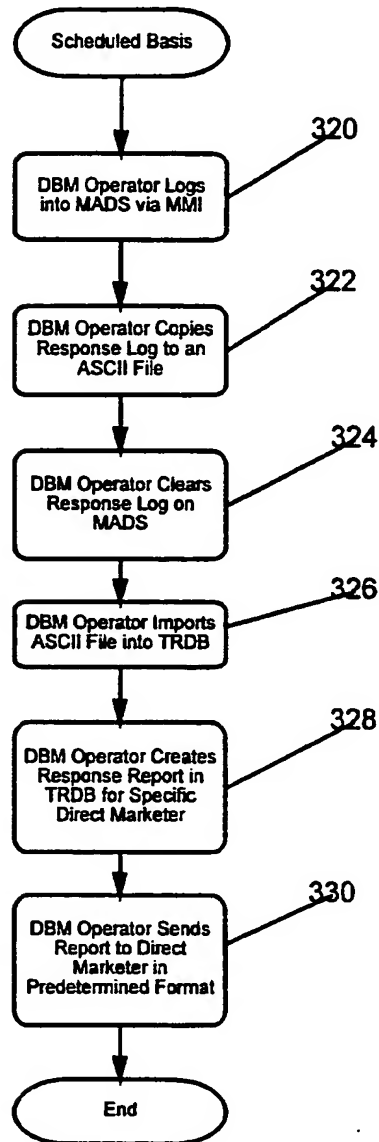 Scheduled Basis
320
DBM Operator Logs
into MADS via MMI
322
DBM Operator Copies
Response Log to an
ASCII File
324
DBM Operator Clears
Response Log on
MADS
326
DBM Operator Imports
ASCII File into TRDB
328
DBM Operator Creates
Response Report in
TRDB for Specific
Direct Marketer
330
DBM Operator Sends
Report to Direct
Marketer in
Predetermined Format
End